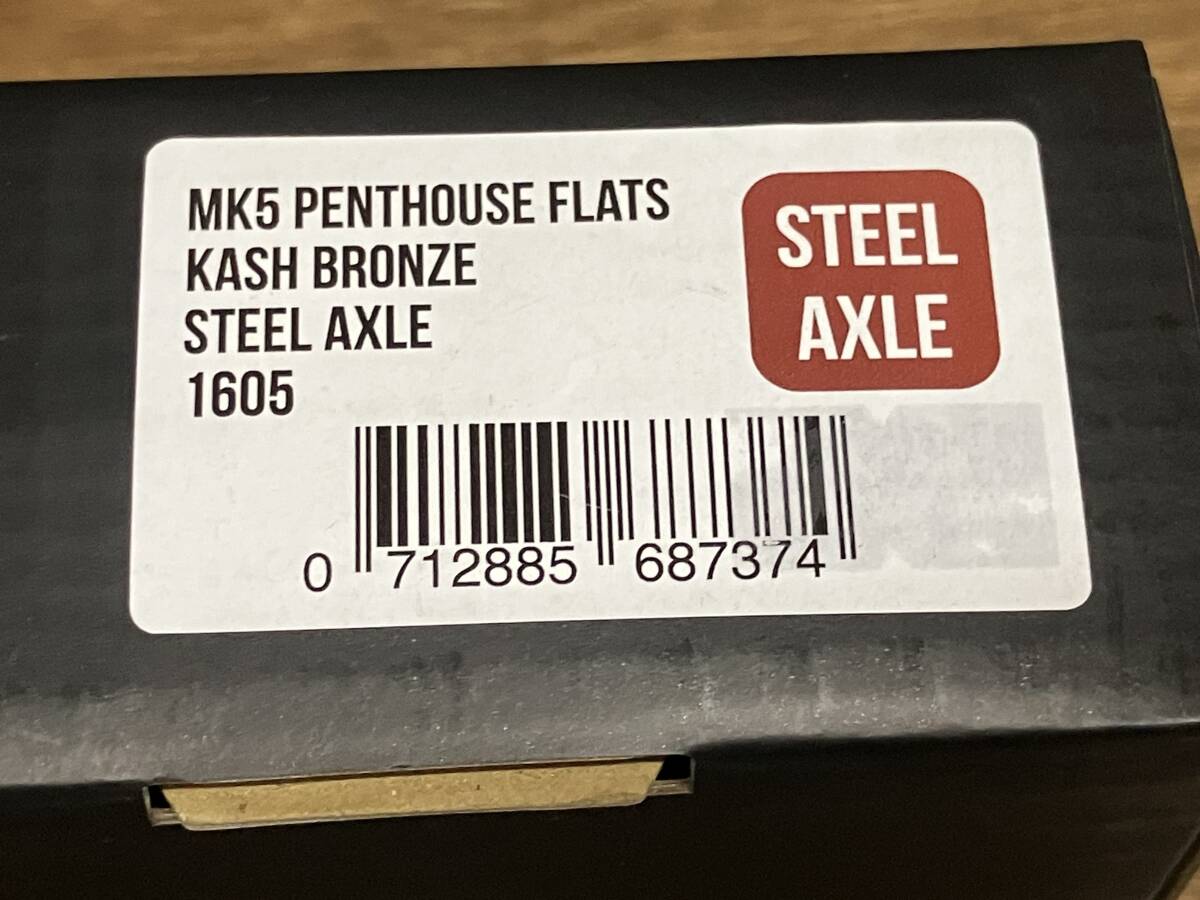 MK5 PENTHOUSE FLATS
KASH BRONZE
STEEL AXLE
1605
STEEL
AXLE
0 712885 687374